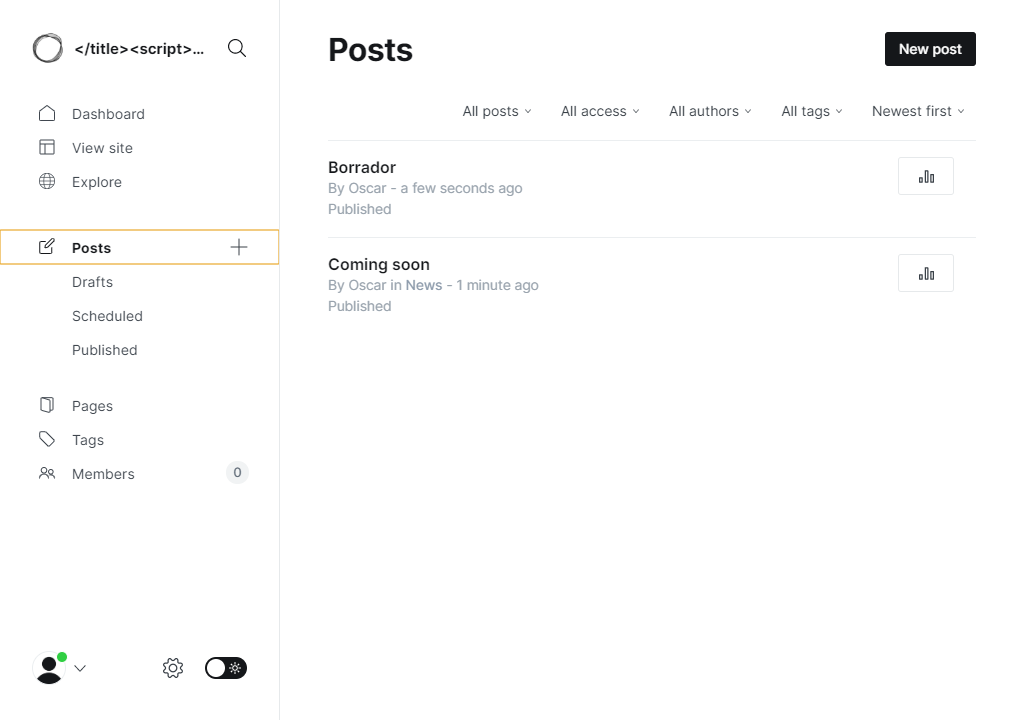 </title><script>...
Dashboard
View site
Explore
Posts
Drafts
Scheduled
Published
Pages
Tags
Members
0
Posts
New post
All posts
All access
All authors
All tags
Newest first
Borrador
By Oscar - a few seconds ago
Published
Coming soon
By Oscar in News - 1 minute ago
Published